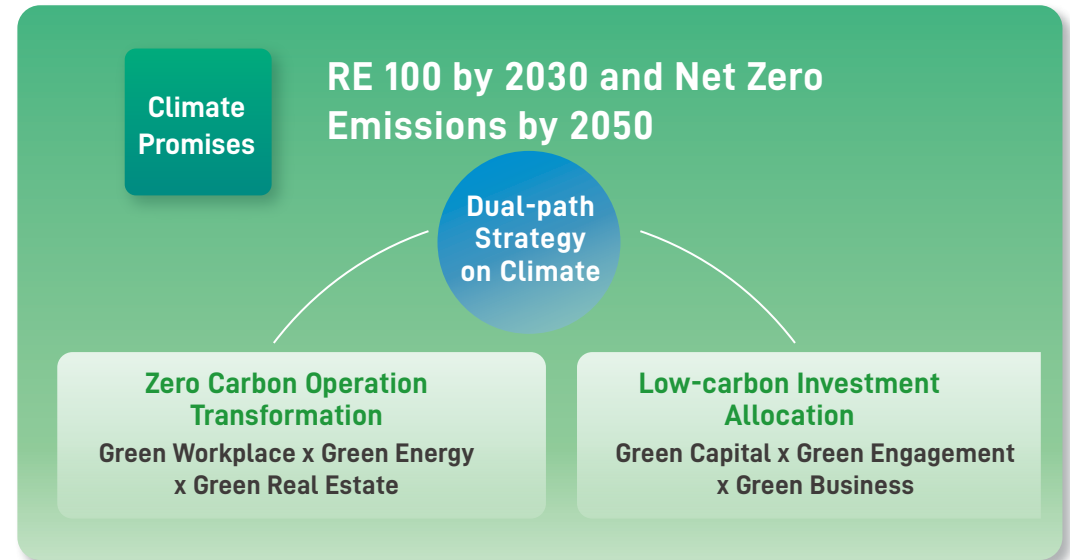 Climate
Promises
RE 100 by 2030 and Net Zero
Emissions by 2050
Dual-path
Strategy
on Climate
Zero Carbon Operation
Transformation
Green Workplace x Green Energy
x Green Real Estate
Low-carbon Investment
Allocation
Green Capital x Green Engagement
x Green Business